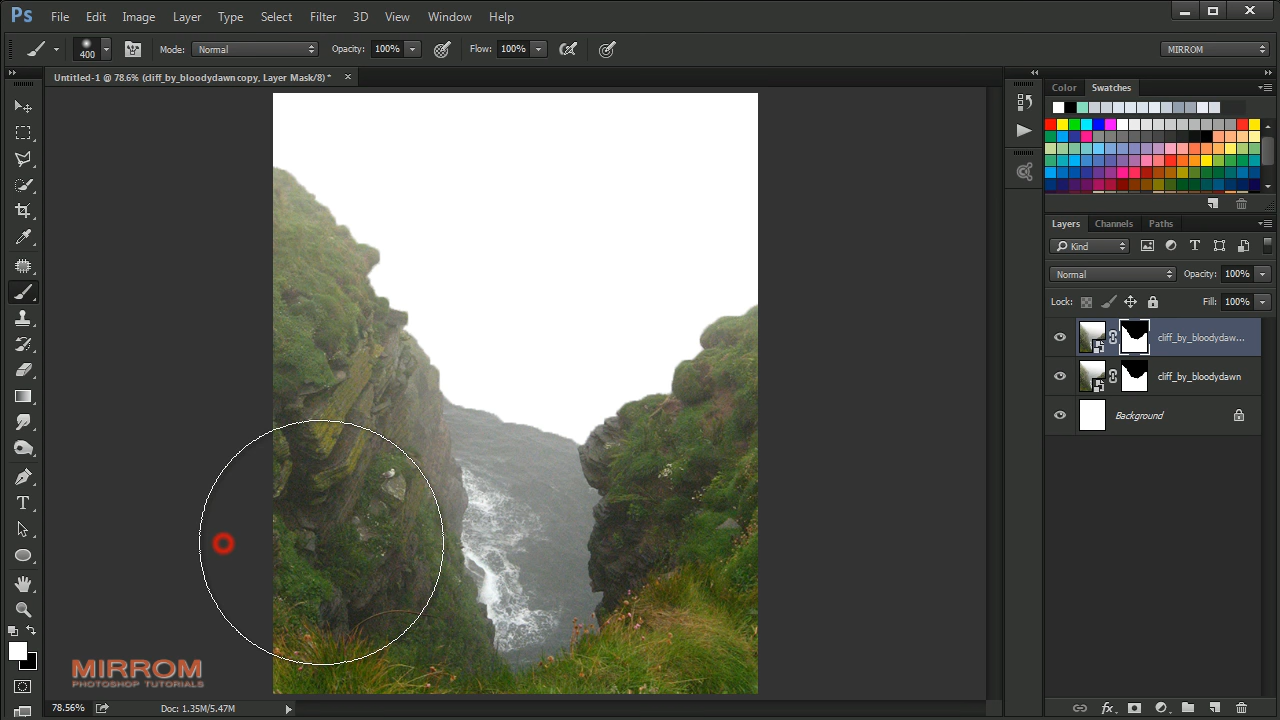 Ps File Edit Image Layer Type Select Filter 3D View Window Help
400 Mode: Normal Opacity: 100% Flow: 100% MIRROM
Untitled-1 @ 78.6% (cliff_by_bloodydawn copy, Layer Mask/8) *
Color Swatches
Layers Channels Paths
Kind
Normal Opacity: 100%
Lock: Fill: 100%
cliff_by_bloodydaw...
cliff_by_bloodydawn
Background
MIRROM
PHOTOSHOP TUTORIALS
78.56% Doc: 1.35M/5.47M
fx